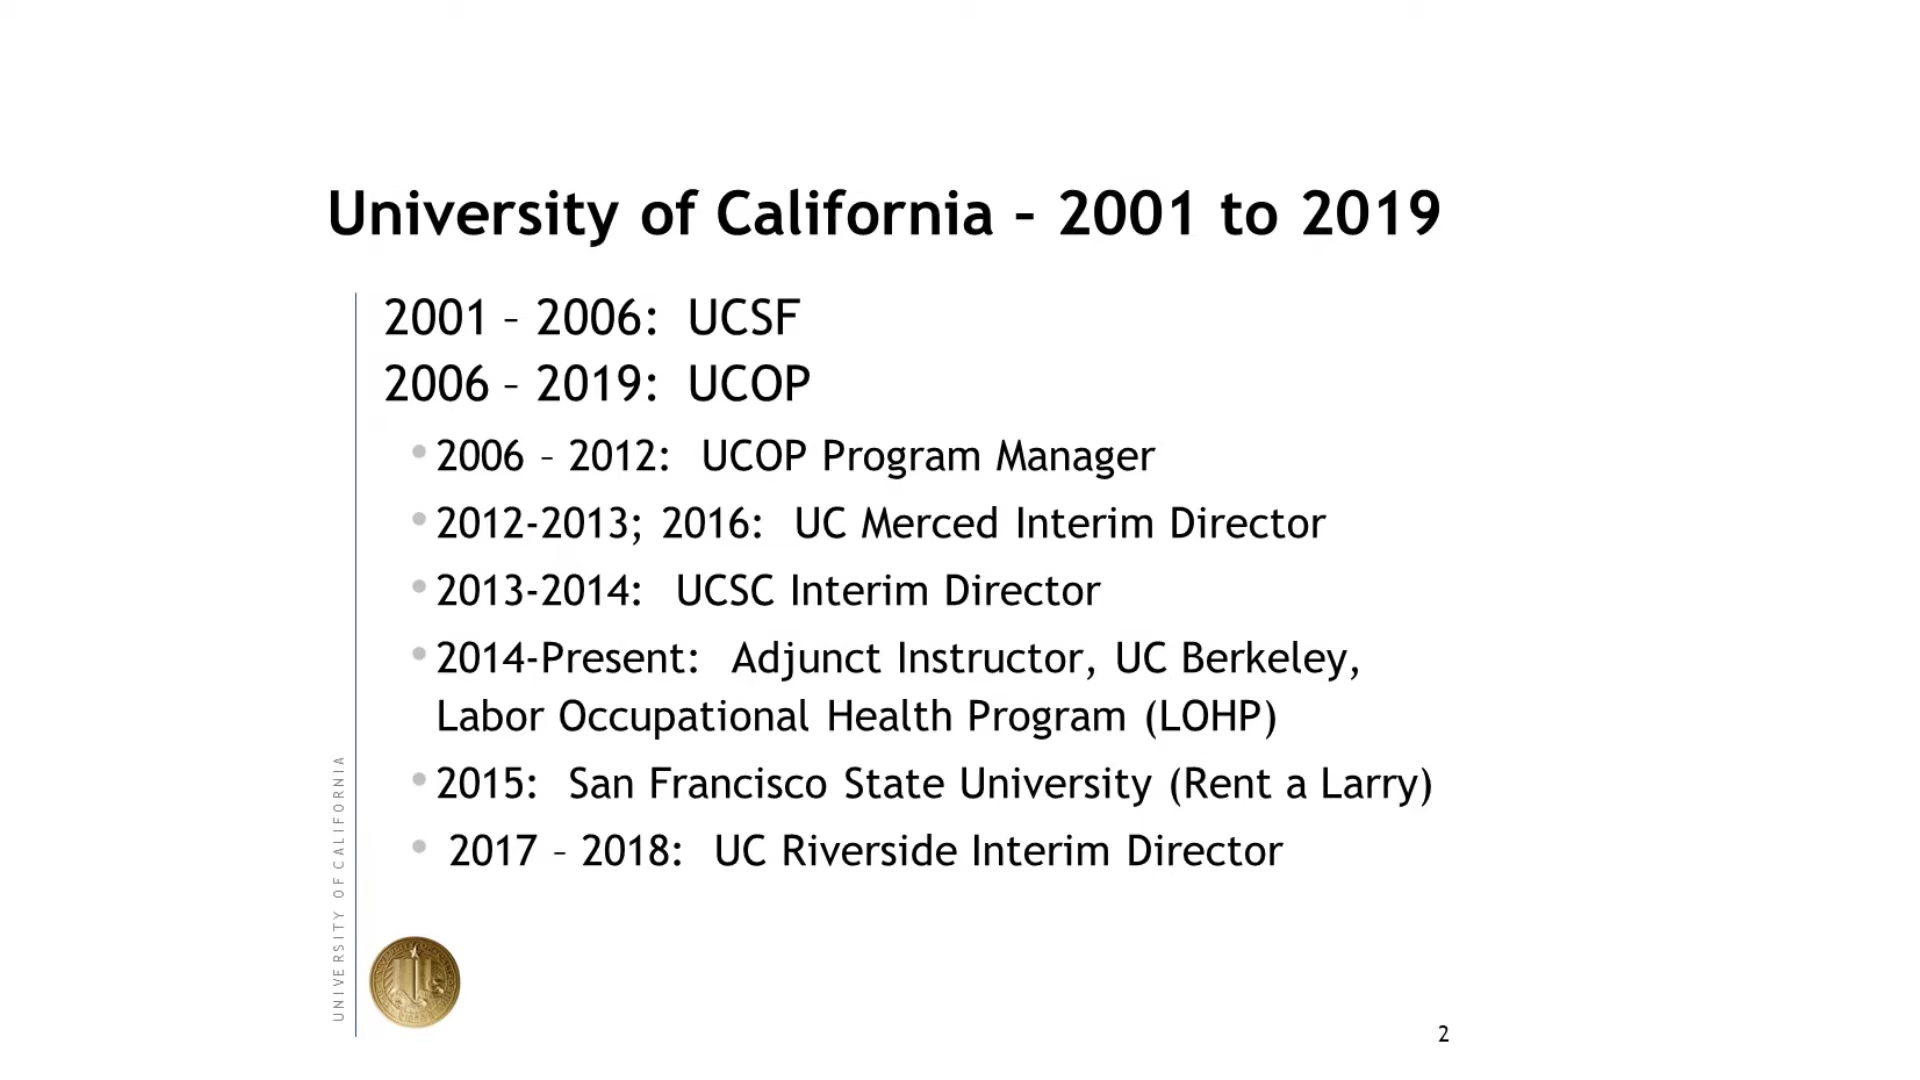 University of California – 2001 to 2019
2001 – 2006: UCSF
2006 – 2019: UCOP
• 2006 – 2012: UCOP Program Manager
• 2012-2013; 2016: UC Merced Interim Director
• 2013-2014: UCSC Interim Director
• 2014-Present: Adjunct Instructor, UC Berkeley,
Labor Occupational Health Program (LOHP)
• 2015: San Francisco State University (Rent a Larry)
• 2017 – 2018: UC Riverside Interim Director
UNIVERSITY OF CALIFORNIA
2